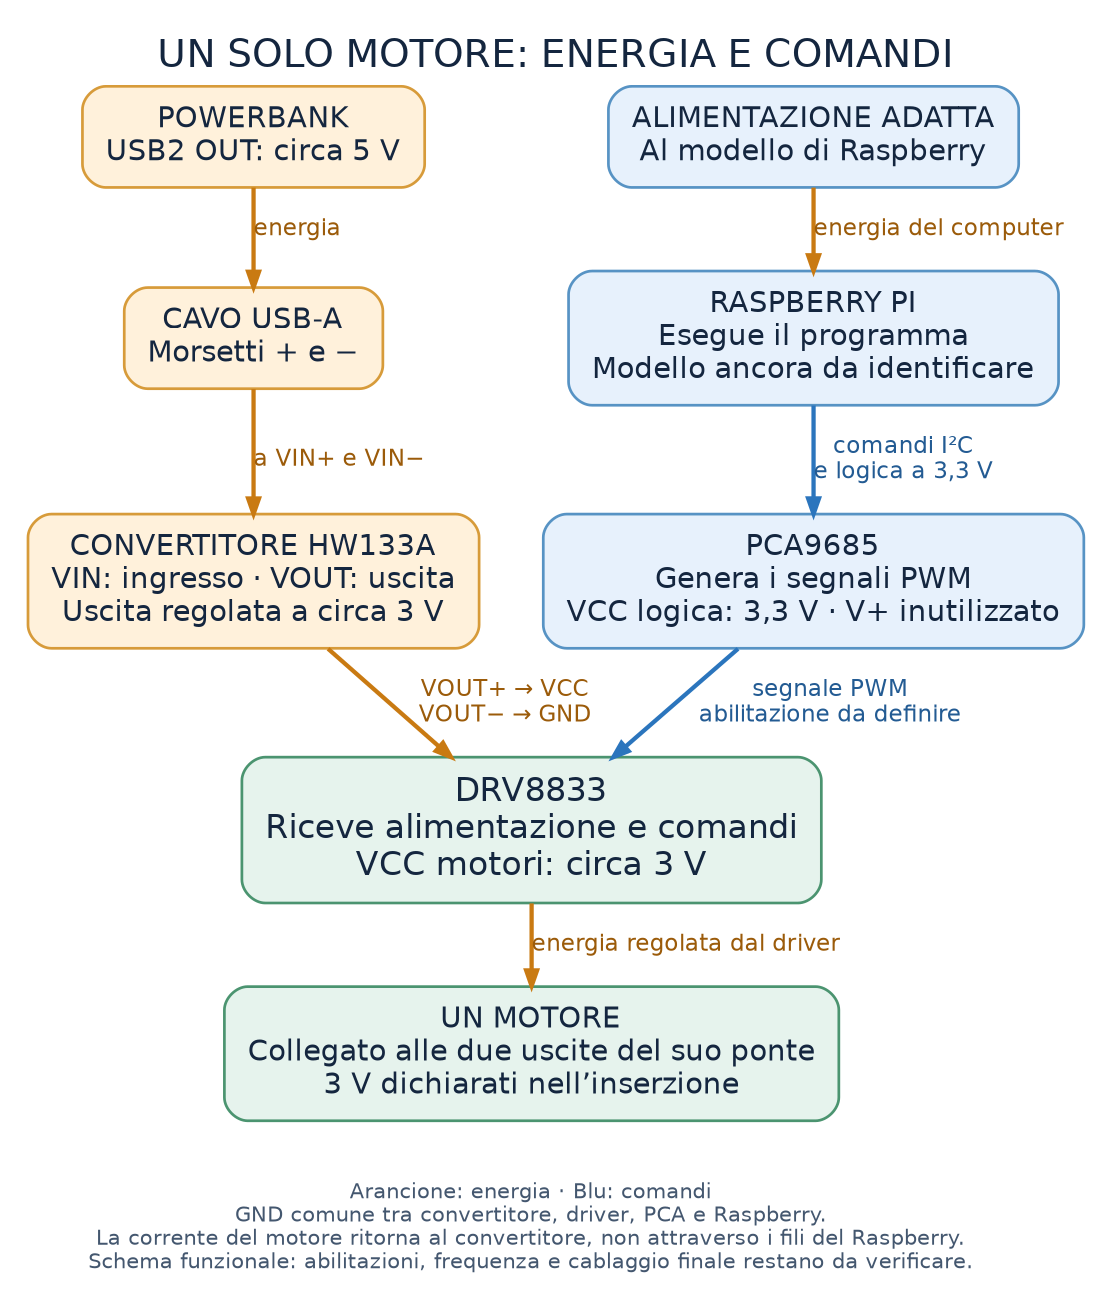 UN SOLO MOTORE: ENERGIA E COMANDI
POWERBANK
USB2 OUT: circa 5 V
ALIMENTAZIONE ADATTA
Al modello di Raspberry
energia
energia del computer
CAVO USB-A
Morsetti + e −
RASPBERRY PI
Esegue il programma
Modello ancora da identificare
a VIN+ e VIN−
comandi I²C
e logica a 3,3 V
CONVERTITORE HW133A
VIN: ingresso · VOUT: uscita
Uscita regolata a circa 3 V
PCA9685
Genera i segnali PWM
VCC logica: 3,3 V · V+ inutilizzato
VOUT+ → VCC
VOUT− → GND
segnale PWM
abilitazione da definire
DRV8833
Riceve alimentazione e comandi
VCC motori: circa 3 V
energia regolata dal driver
UN MOTORE
Collegato alle due uscite del suo ponte
3 V dichiarati nell’inserzione
Arancione: energia · Blu: comandi
GND comune tra convertitore, driver, PCA e Raspberry.
La corrente del motore ritorna al convertitore, non attraverso i fili del Raspberry.
Schema funzionale: abilitazioni, frequenza e cablaggio finale restano da verificare.